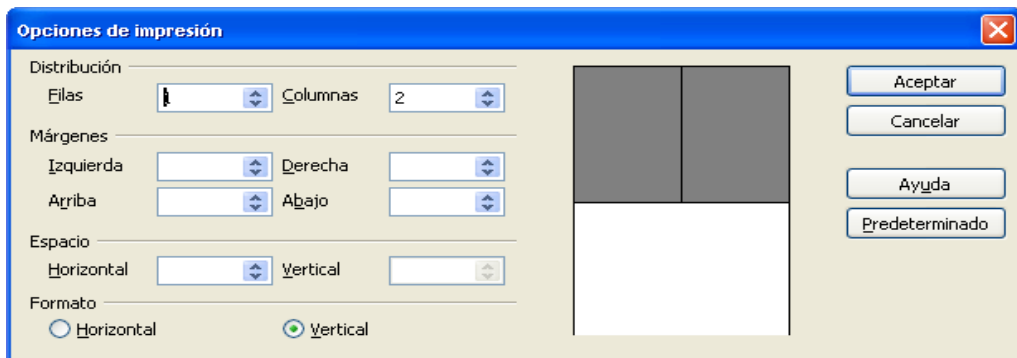 Opciones de impresión
Distribución
Filas 1 Columnas 2
Márgenes
Izquierda Derecha
Arriba Abajo
Espacio
Horizontal Vertical
Formato
Horizontal Vertical
Aceptar
Cancelar
Ayuda
Predeterminado